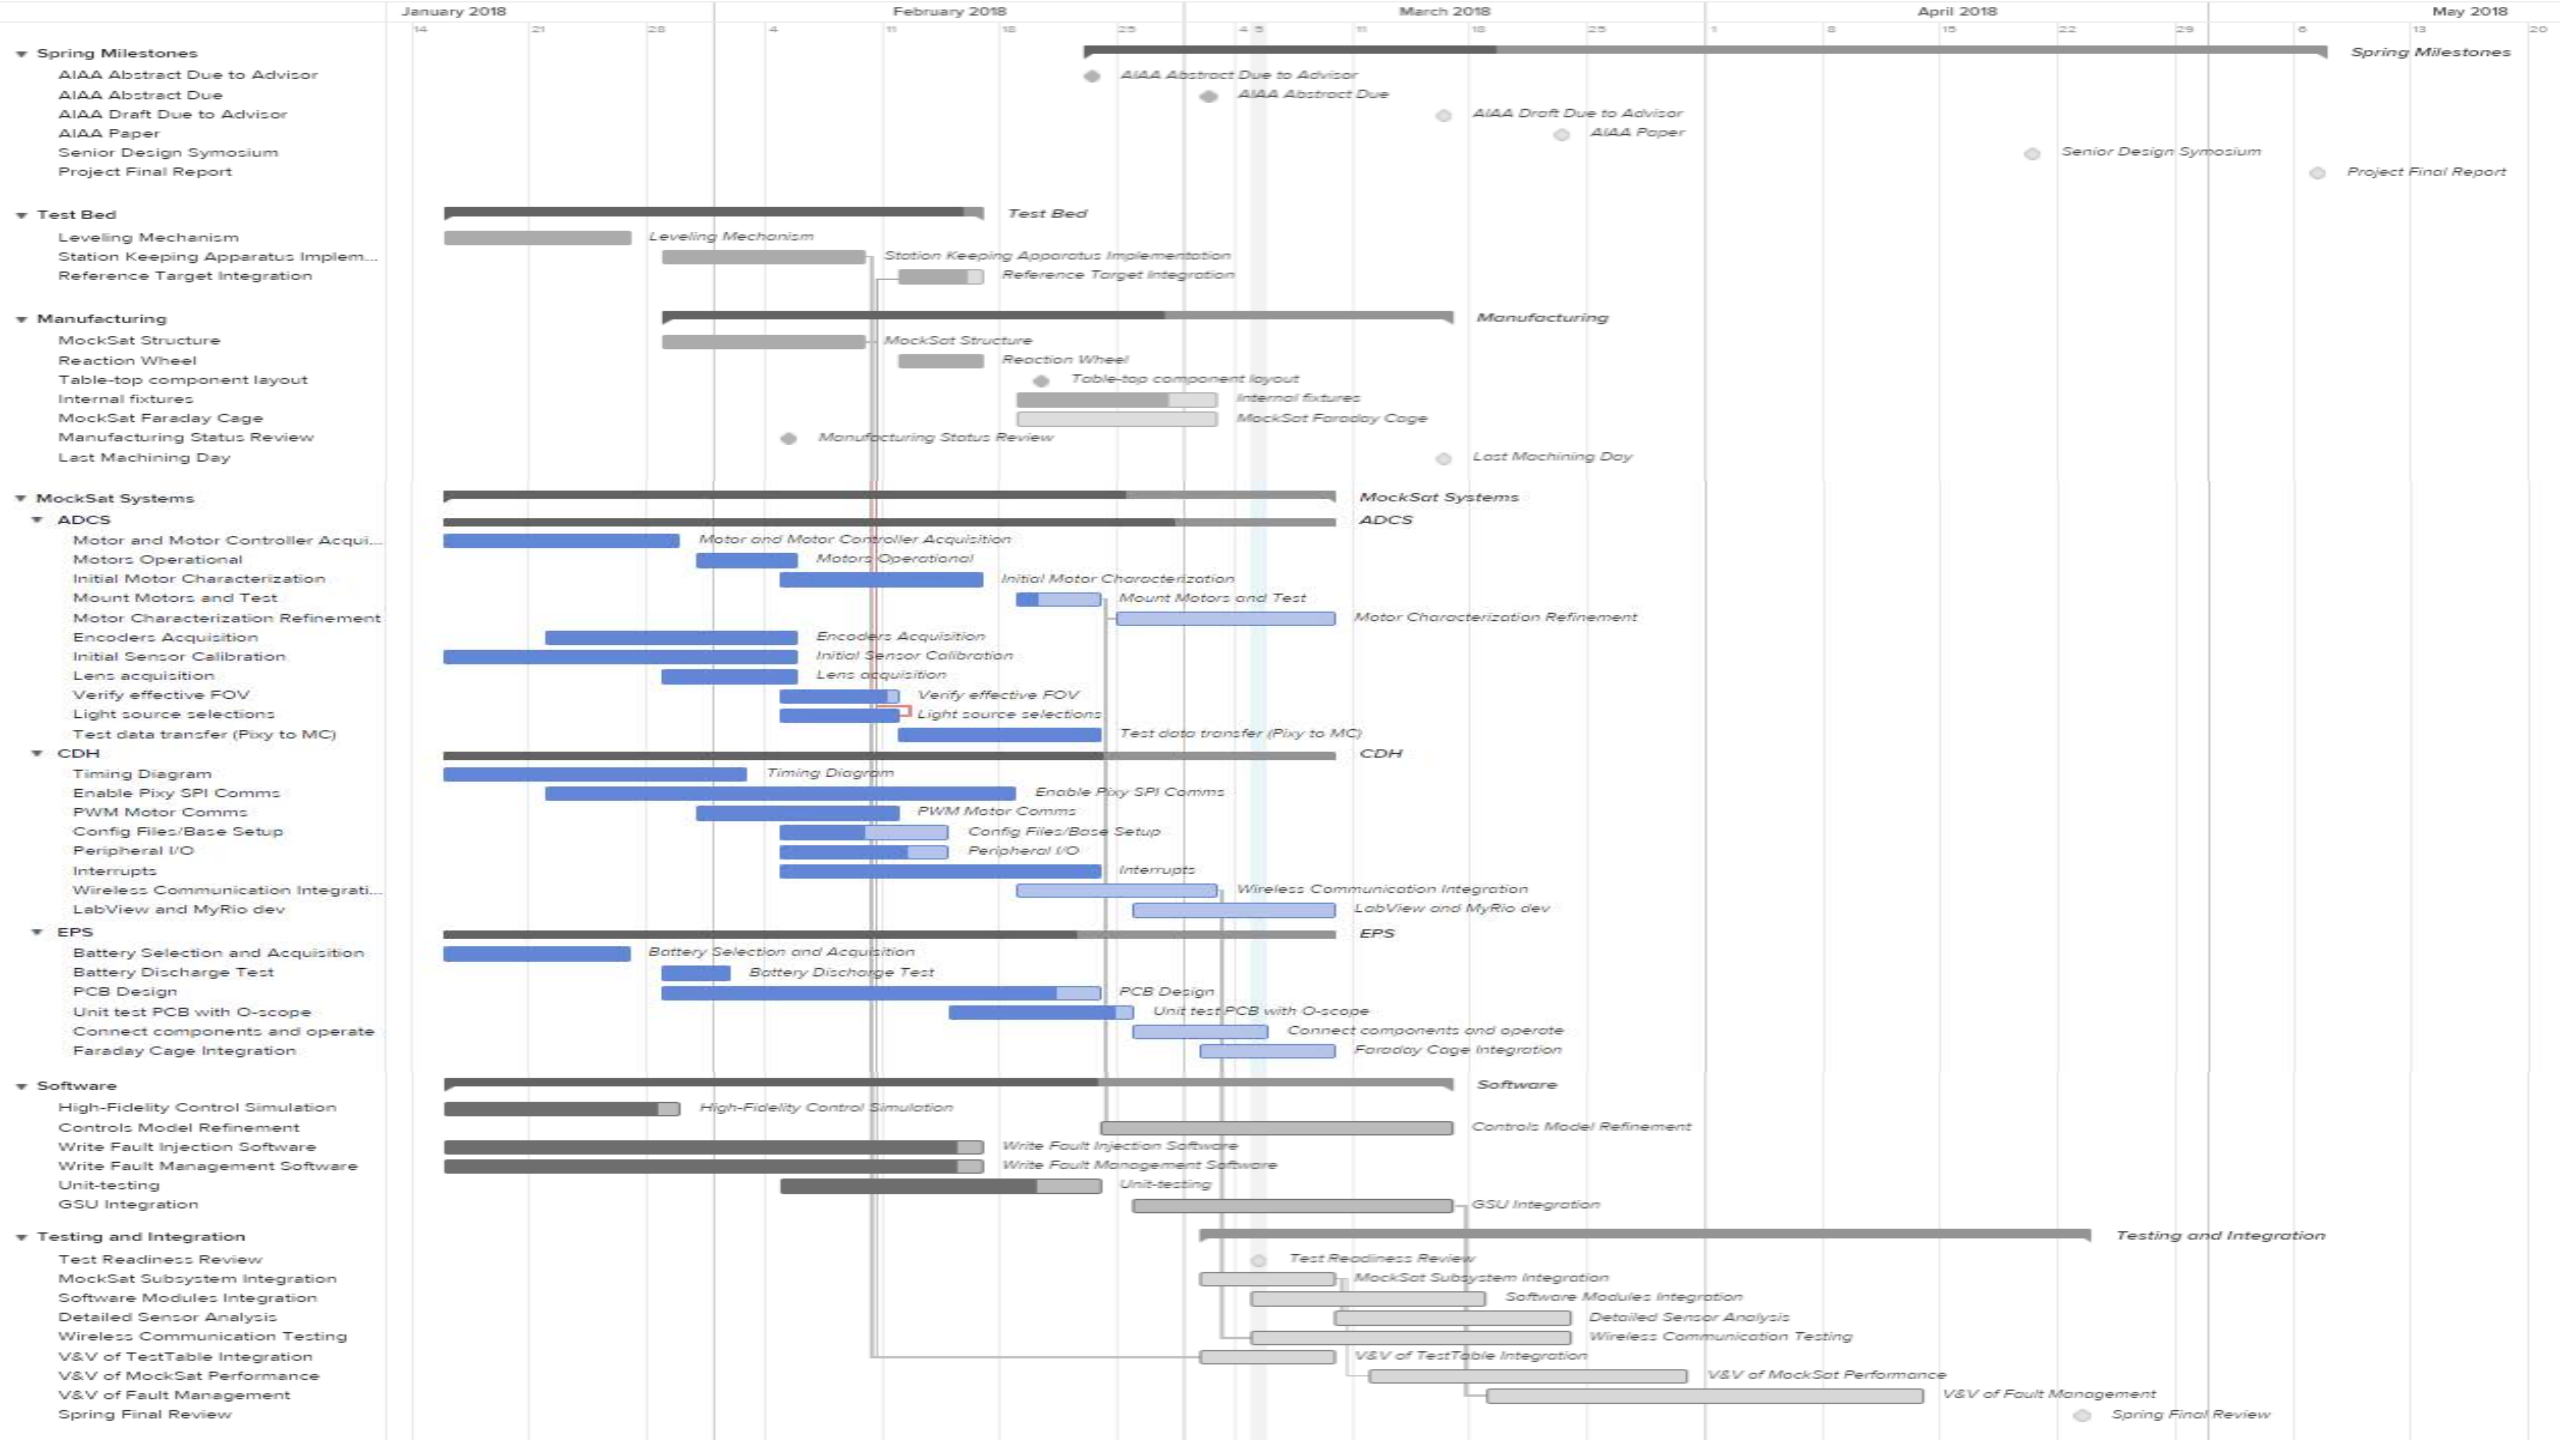 January 2018 February 2018 March 2018 April 2018 May 2018
14 21 28 4 11 18 25 4 5 11 18 25 1 8 15 22 29 6 13 20
Spring Milestones Spring Milestones
AIAA Abstract Due to Advisor AIAA Abstract Due to Advisor
AIAA Abstract Due AIAA Abstract Due
AIAA Draft Due to Advisor AIAA Draft Due to Advisor
AIAA Paper AIAA Paper
Senior Design Symosium Senior Design Symosium
Project Final Report Project Final Report
Test Bed Test Bed
Leveling Mechanism Leveling Mechanism
Station Keeping Apparatus Implem... Station Keeping Apparatus Implementation
Reference Target Integration Reference Target Integration
Manufacturing Manufacturing
MockSat Structure MockSat Structure
Reaction Wheel Reaction Wheel
Table-top component layout Table-top component layout
Internal fixtures Internal fixtures
MockSat Faraday Cage MockSat Faraday Cage
Manufacturing Status Review Manufacturing Status Review
Last Machining Day Last Machining Day
MockSat Systems MockSat Systems
ADCS ADCS
Motor and Motor Controller Acqui... Motor and Motor Controller Acquisition
Motors Operational Motors Operational
Initial Motor Characterization Initial Motor Characterization
Mount Motors and Test Mount Motors and Test
Motor Characterization Refinement Motor Characterization Refinement
Encoders Acquisition Encoders Acquisition
Initial Sensor Calibration Initial Sensor Calibration
Lens acquisition Lens acquisition
Verify effective FOV Verify effective FOV
Light source selections Light source selections
Test data transfer (Pixy to MC) Test data transfer (Pixy to MC)
CDH CDH
Timing Diagram Timing Diagram
Enable Pixy SPI Comms Enable Pixy SPI Comms
PWM Motor Comms PWM Motor Comms
Config Files/Base Setup Config Files/Base Setup
Peripheral I/O Peripheral I/O
Interrupts Interrupts
Wireless Communication Integrati... Wireless Communication Integration
LabView and MyRio dev LabView and MyRio dev
EPS EPS
Battery Selection and Acquisition Battery Selection and Acquisition
Battery Discharge Test Battery Discharge Test
PCB Design PCB Design
Unit test PCB with O-scope Unit test PCB with O-scope
Connect components and operate Connect components and operate
Faraday Cage Integration Faraday Cage Integration
Software Software
High-Fidelity Control Simulation High-Fidelity Control Simulation
Controls Model Refinement Controls Model Refinement
Write Fault Injection Software Write Fault Injection Software
Write Fault Management Software Write Fault Management Software
Unit-testing Unit-testing
GSU Integration GSU Integration
Testing and Integration Testing and Integration
Test Readiness Review Test Readiness Review
MockSat Subsystem Integration MockSat Subsystem Integration
Software Modules Integration Software Modules Integration
Detailed Sensor Analysis Detailed Sensor Analysis
Wireless Communication Testing Wireless Communication Testing
V&V of TestTable Integration V&V of TestTable Integration
V&V of MockSat Performance V&V of MockSat Performance
V&V of Fault Management V&V of Fault Management
Spring Final Review Spring Final Review